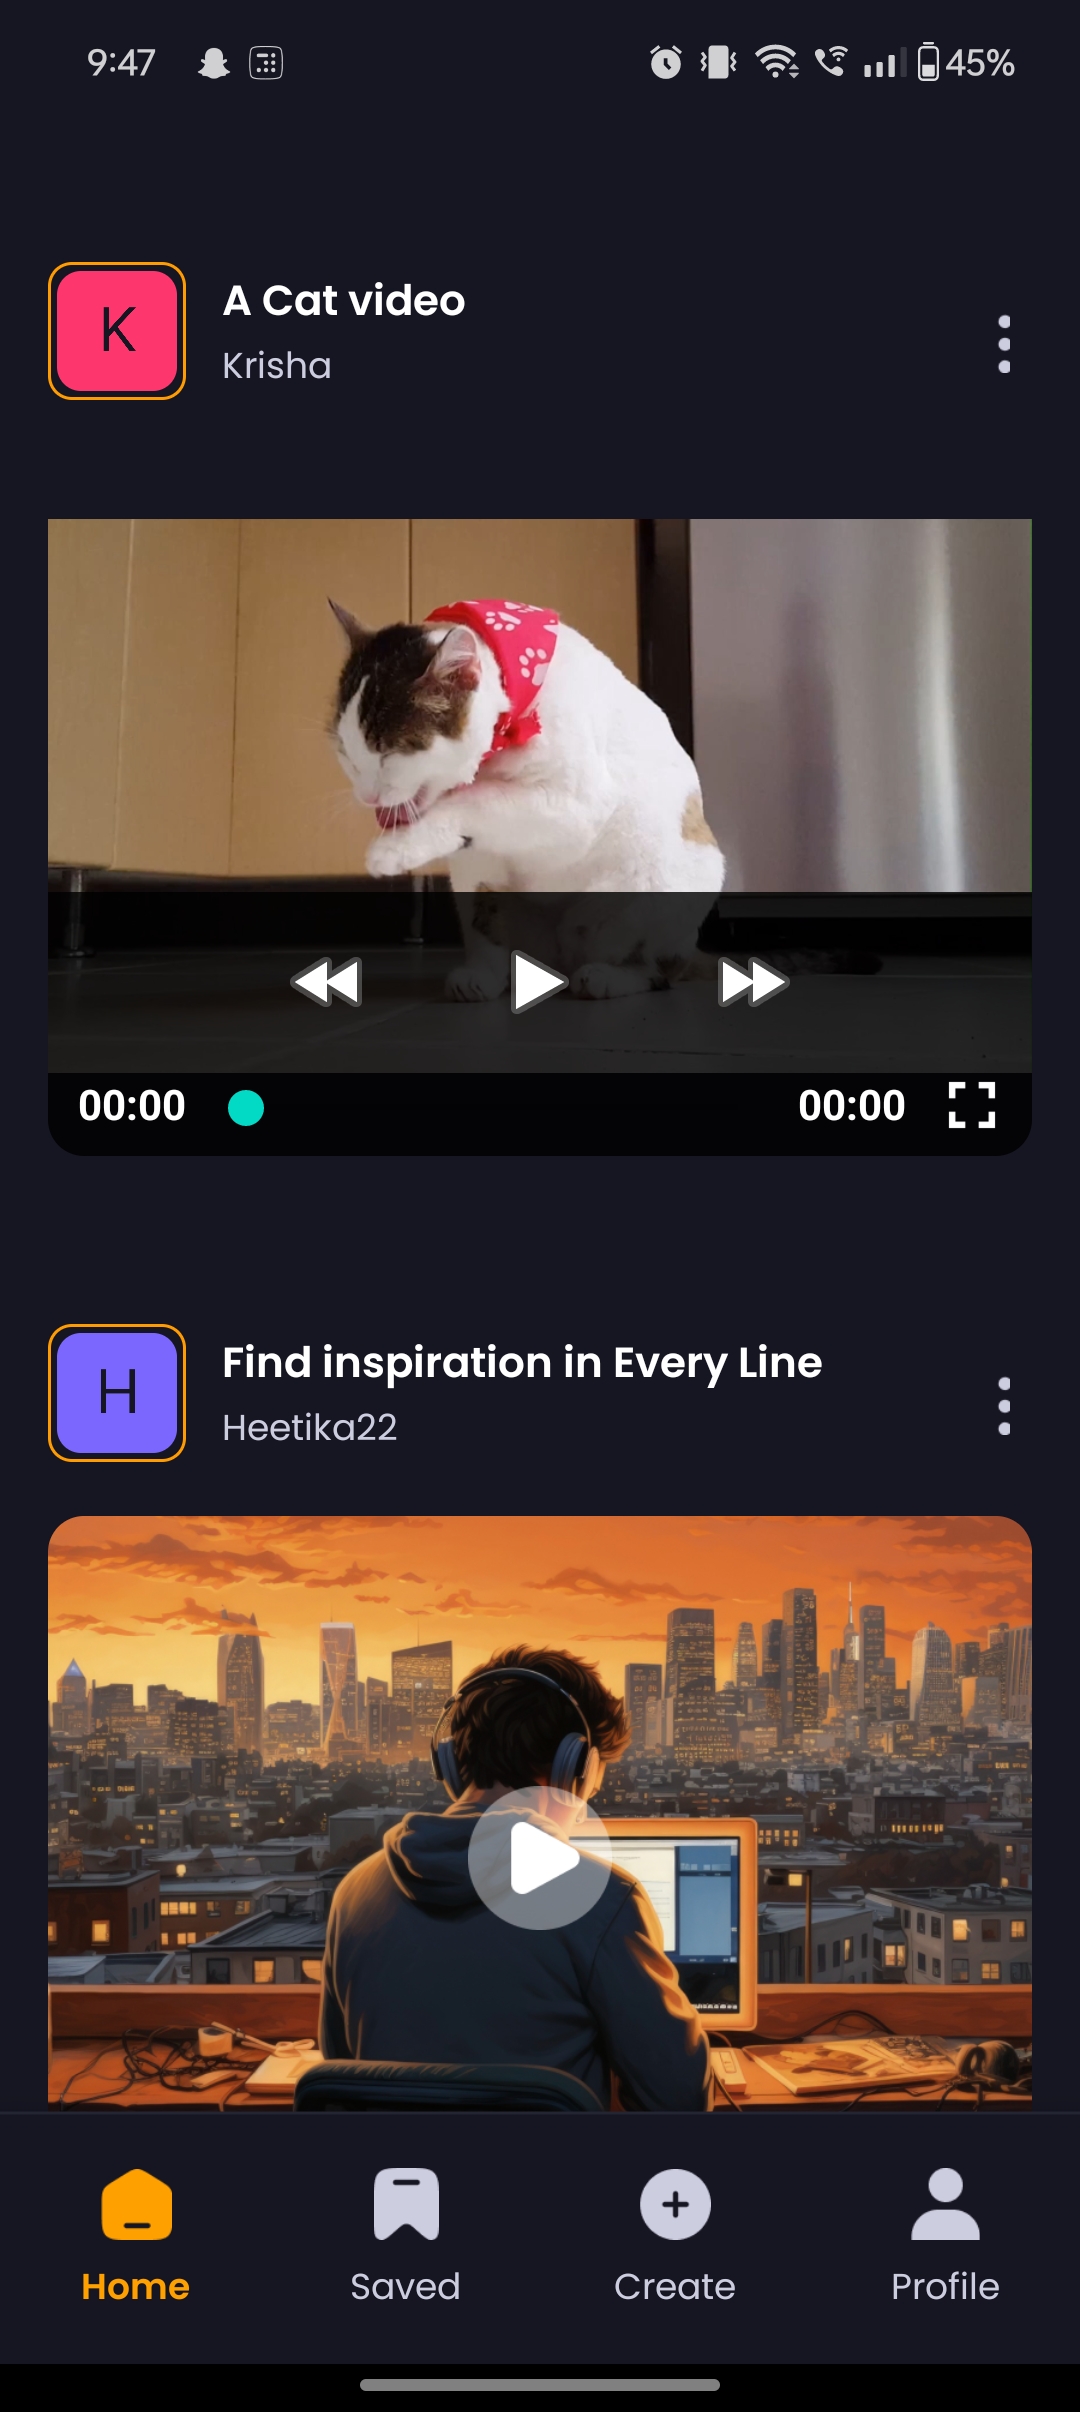 9:47
45%
K
A Cat video
Krisha
00:00
00:00
H
Find inspiration in Every Line
Heetika22
Home
Saved
Create
Profile